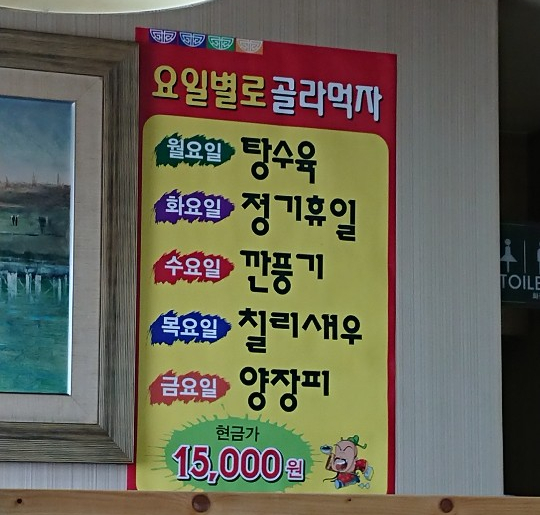 요일별로 골라먹자
월요일 탕수육
화요일 정기휴일
수요일 깐풍기
목요일 칠리새우
금요일 양장피
현금가
15,000원